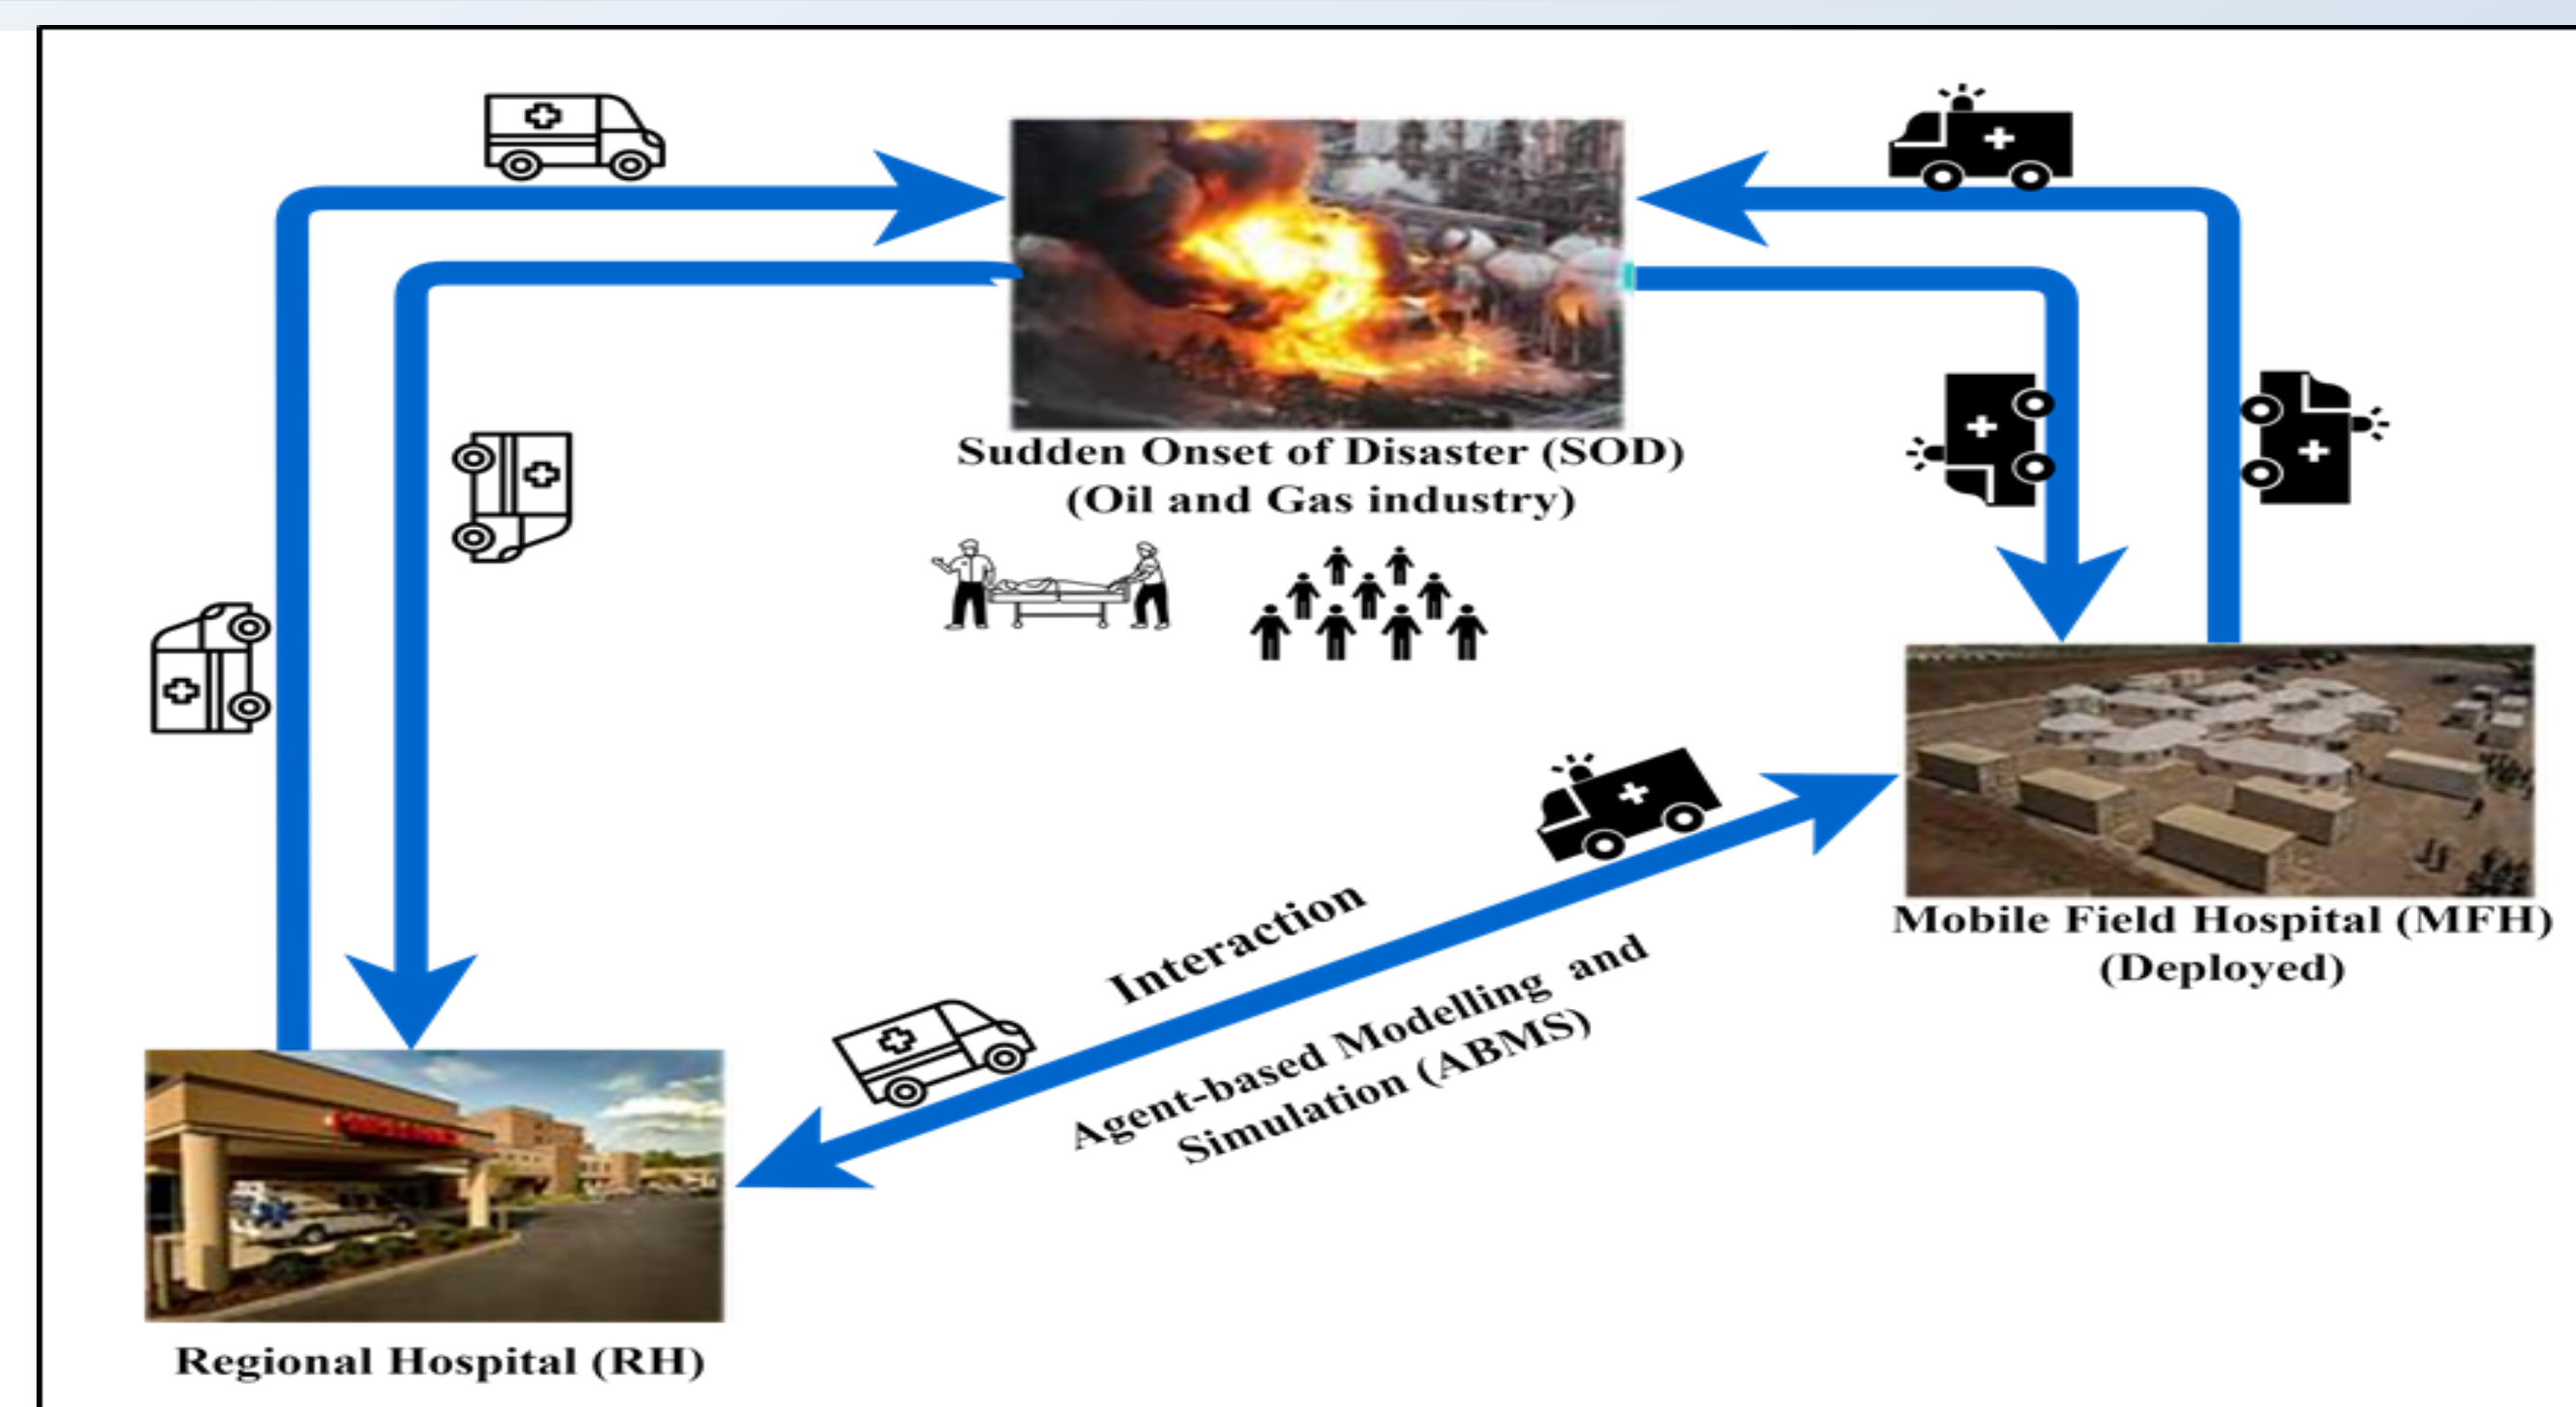 Sudden Onset of Disaster (SOD)
(Oil and Gas industry)
Interaction
Agent-based Modelling and
Simulation (ABMS)
Mobile Field Hospital (MFH)
(Deployed)
Regional Hospital (RH)